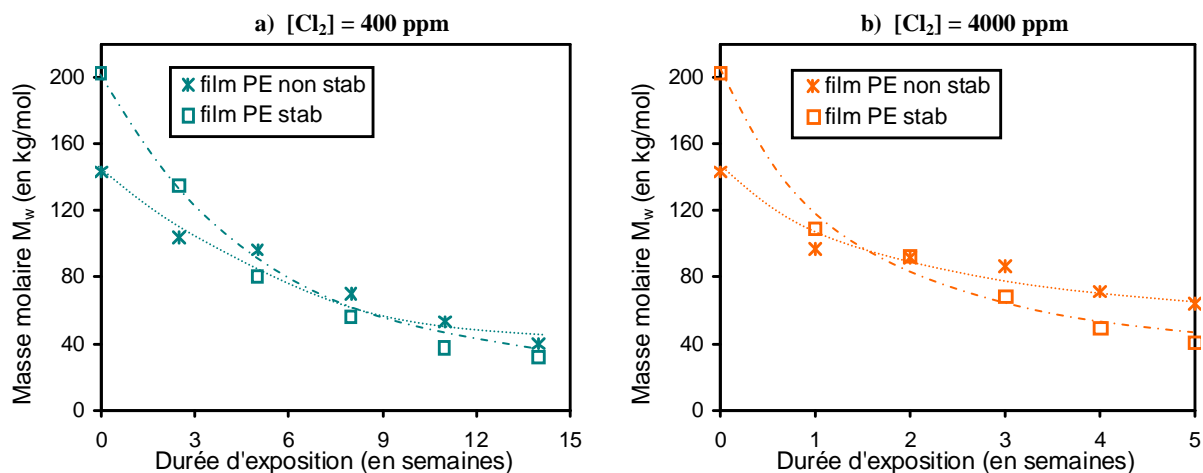 a) [Cl₂] = 400 ppm
Masse molaire Mw (en kg/mol)
200
160
120
80
40
0
film PE non stab
film PE stab
0 3 6 9 12 15
Durée d'exposition (en semaines)
b) [Cl₂] = 4000 ppm
Masse molaire Mw (en kg/mol)
200
160
120
80
40
0
film PE non stab
film PE stab
0 1 2 3 4 5
Durée d'exposition (en semaines)